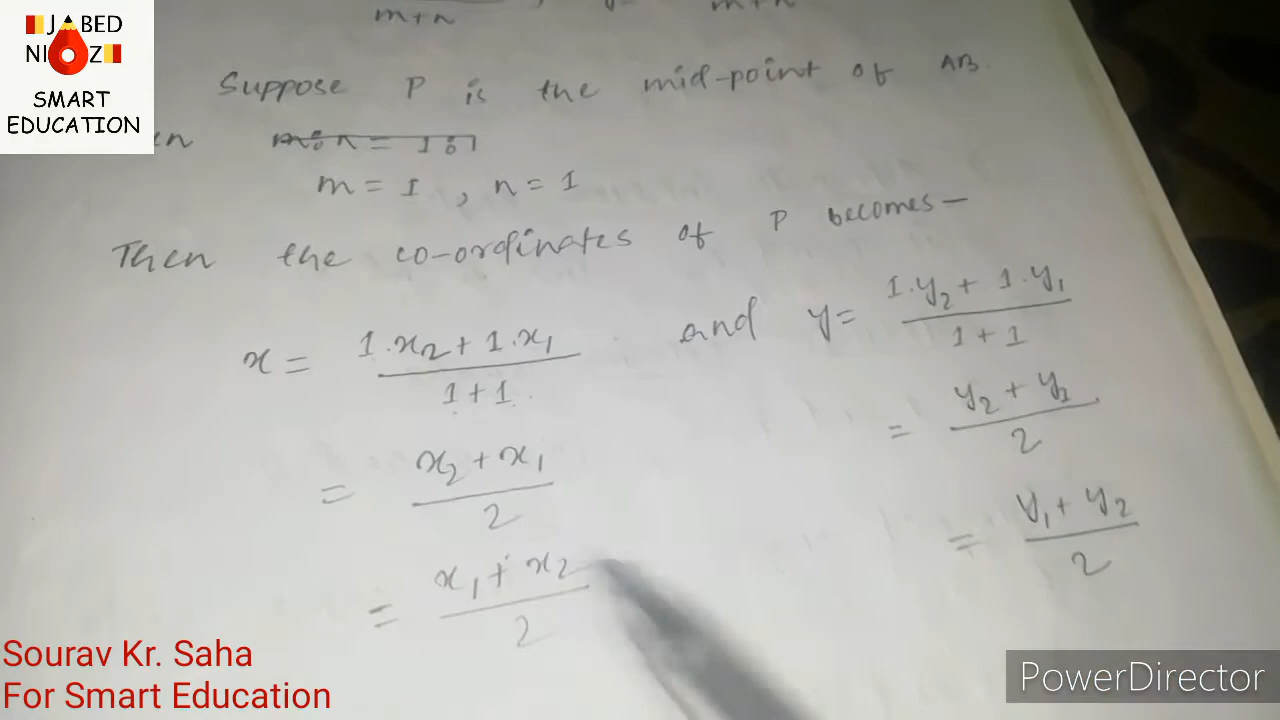 JABED
NIOZ
SMART
EDUCATION
m+n
m+n
Suppose P is the mid-point of AB.
m:n = 1:1
m = 1 , n = 1
Then the co-ordinates of P becomes—
x = 1.x2 + 1.x1 / 1 + 1 and y = 1.y2 + 1.y1 / 1 + 1
= x2 + x1 / 2 = y2 + y1 / 2
= x1 + x2 / 2 = y1 + y2 / 2
Sourav Kr. Saha
For Smart Education
PowerDirector